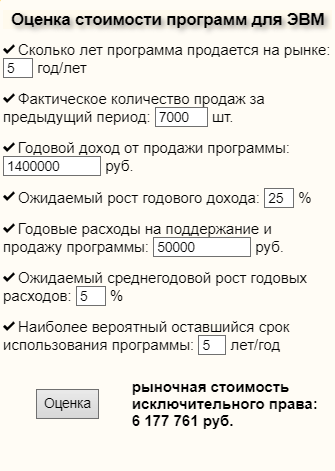 Оценка стоимости программ для ЭВМ
Сколько лет программа продается на рынке:
5 год/лет
Фактическое количество продаж за
предыдущий период: 7000 шт.
Годовой доход от продажи программы:
1400000 руб.
Ожидаемый рост годового дохода: 25 %
Годовые расходы на поддержание и
продажу программы: 50000 руб.
Ожидаемый среднегодовой рост годовых
расходов: 5 %
Наиболее вероятный оставшийся срок
использования программы: 5 лет/год
Оценка
рыночная стоимость
исключительного права:
6 177 761 руб.